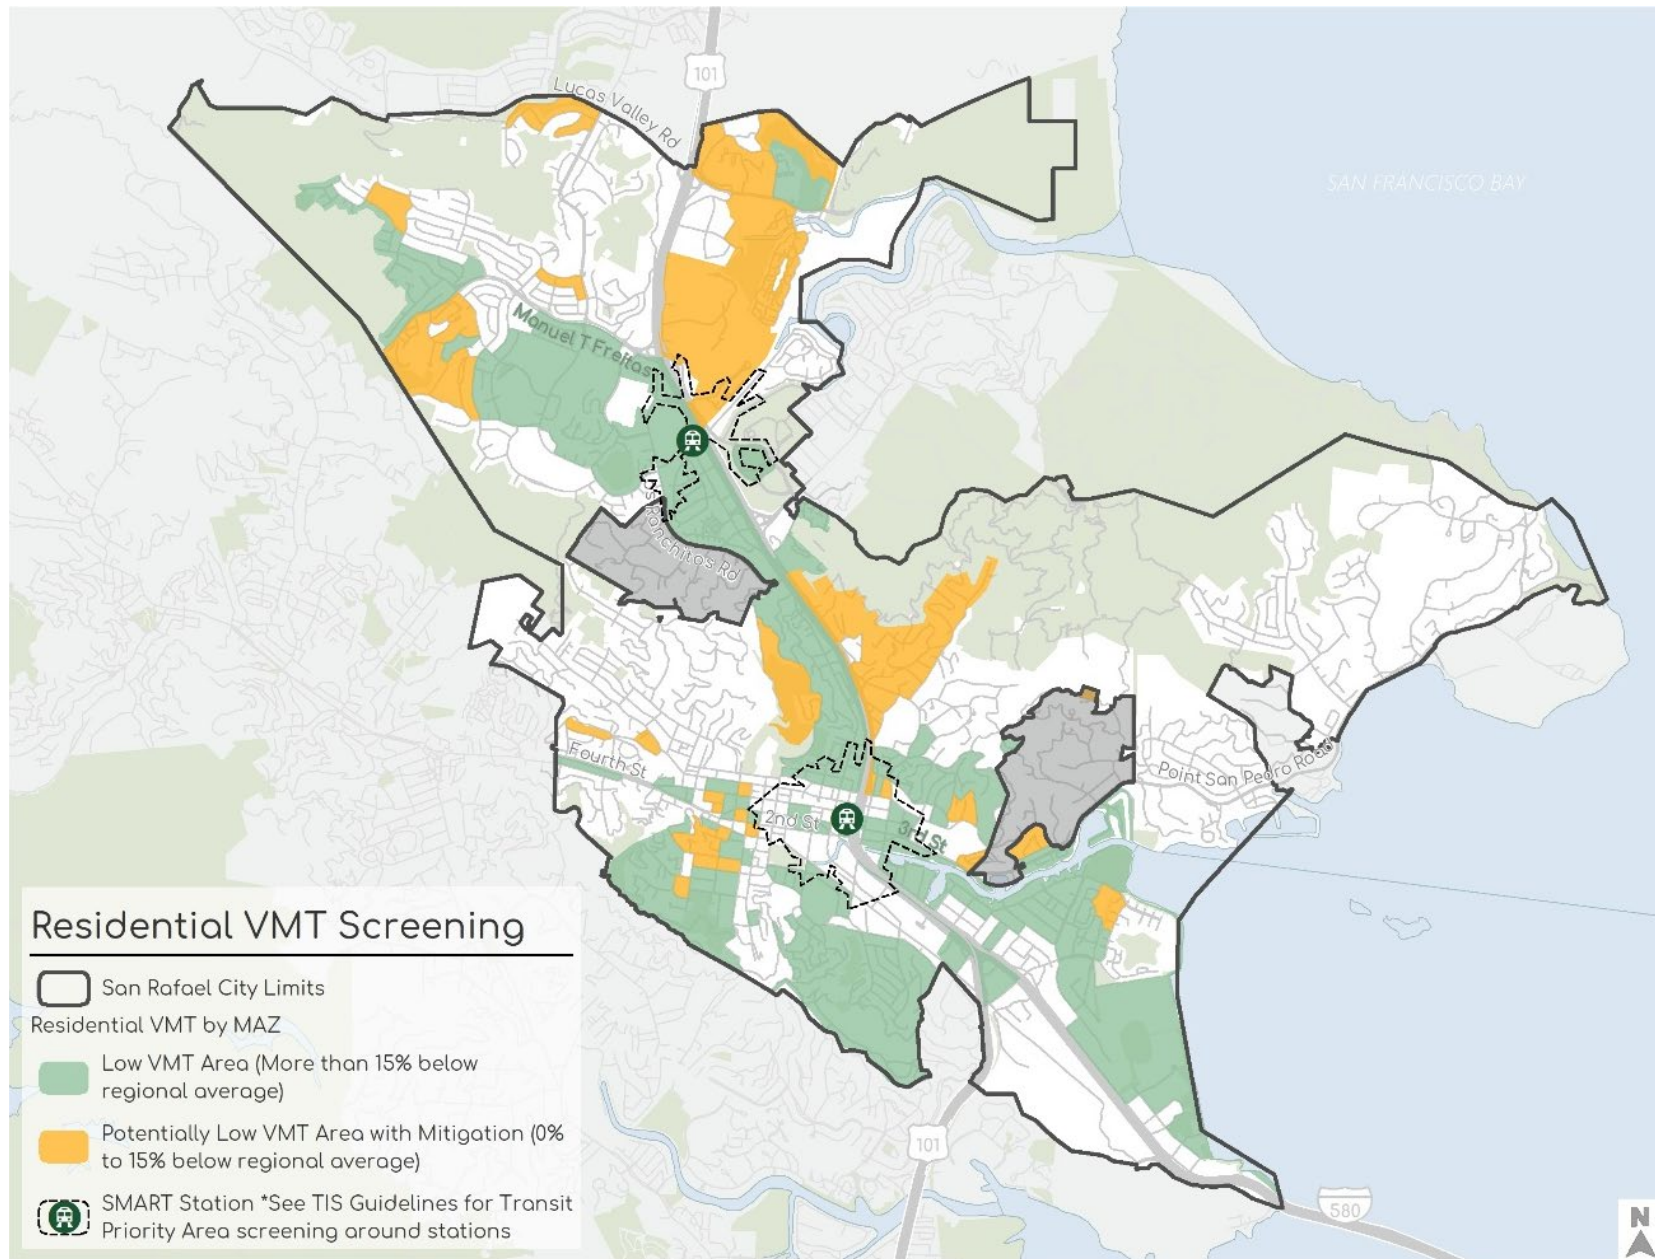 101
Lucas Valley Rd
SAN FRANCISCO BAY
Manuel T Freitas
Los Ranchitos Rd
Fourth St
2nd St
3rd St
Point San Pedro Road
Residential VMT Screening
San Rafael City Limits
Residential VMT by MAZ
Low VMT Area (More than 15% below
regional average)
Potentially Low VMT Area with Mitigation (0%
to 15% below regional average)
SMART Station *See TIS Guidelines for Transit
Priority Area screening around stations
101
580
N